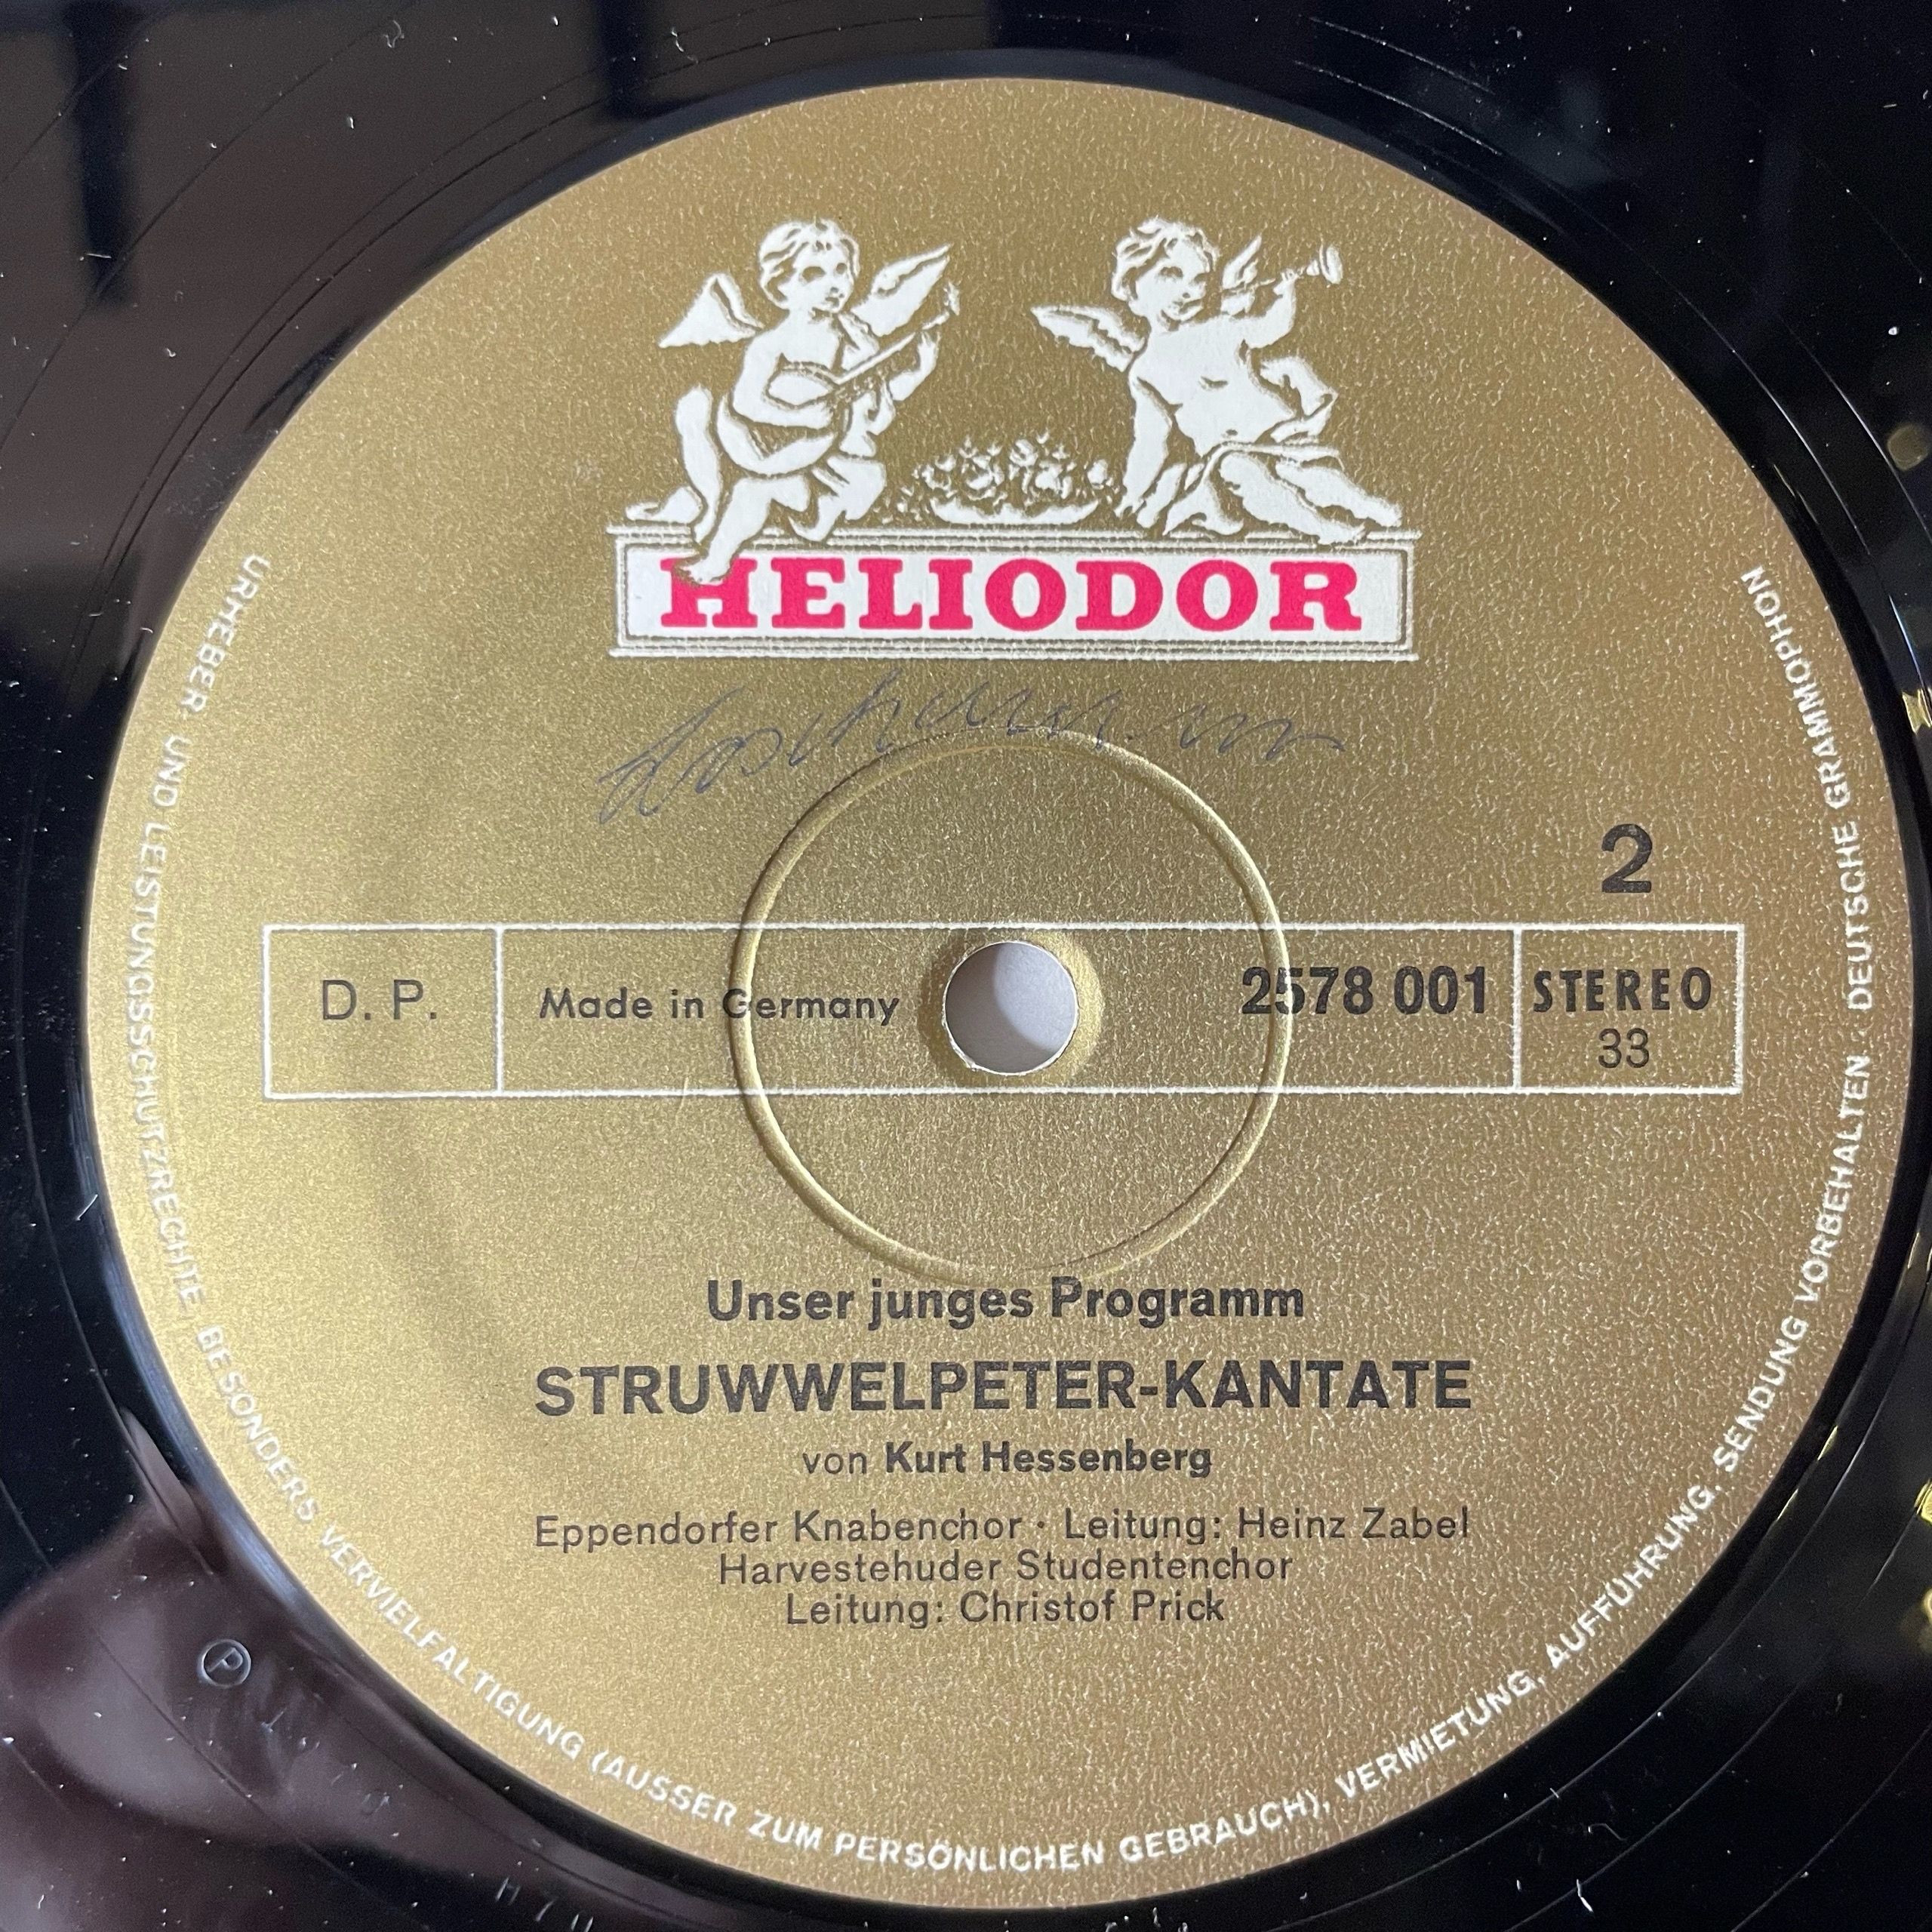 HELIODOR
2
D. P.
Made in Germany
2578 001
STEREO
33
Unser junges Programm
STRUWWELPETER-KANTATE
von Kurt Hessenberg
Eppendorfer Knabenchor · Leitung: Heinz Zabel
Harvestehuder Studentenchor
Leitung: Christof Prick
URHEBER- UND LEISTUNGSSCHUTZRECHTE, BESONDERS VERVIELFALTIGUNG (AUSSER ZUM PERSÖNLICHEN GEBRAUCH), VERMIETUNG, AUFFÜHRUNG, SENDUNG VORBEHALTEN · DEUTSCHE GRAMMOPHON
Ⓟ